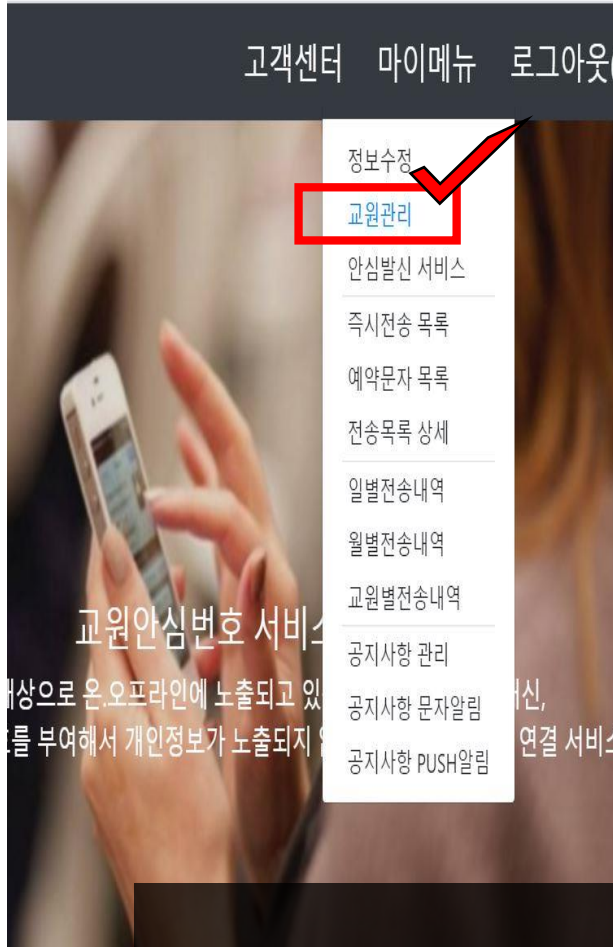 고객센터 마이메뉴 로그아웃(
정보수정
교원관리
안심발신 서비스
즉시전송 목록
예약문자 목록
전송목록 상세
일별전송내역
월별전송내역
교원별전송내역
공지사항 관리
공지사항 문자알림
공지사항 PUSH알림
교원안심번호 서비스
대상으로 온.오프라인에 노출되고 있
를 부여해서 개인정보가 노출되지
연결 서비스